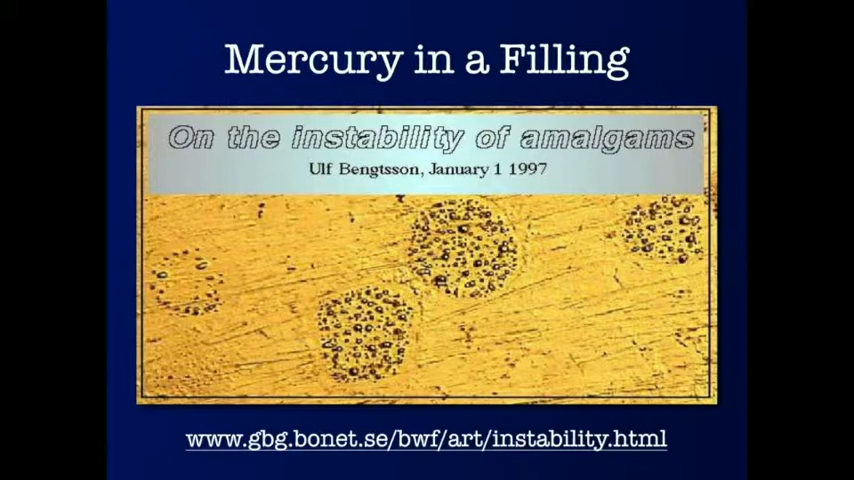 Mercury in a Filling
On the instability of amalgams
Ulf Bengtsson, January 1 1997
www.gbg.bonet.se/bwf/art/instability.html